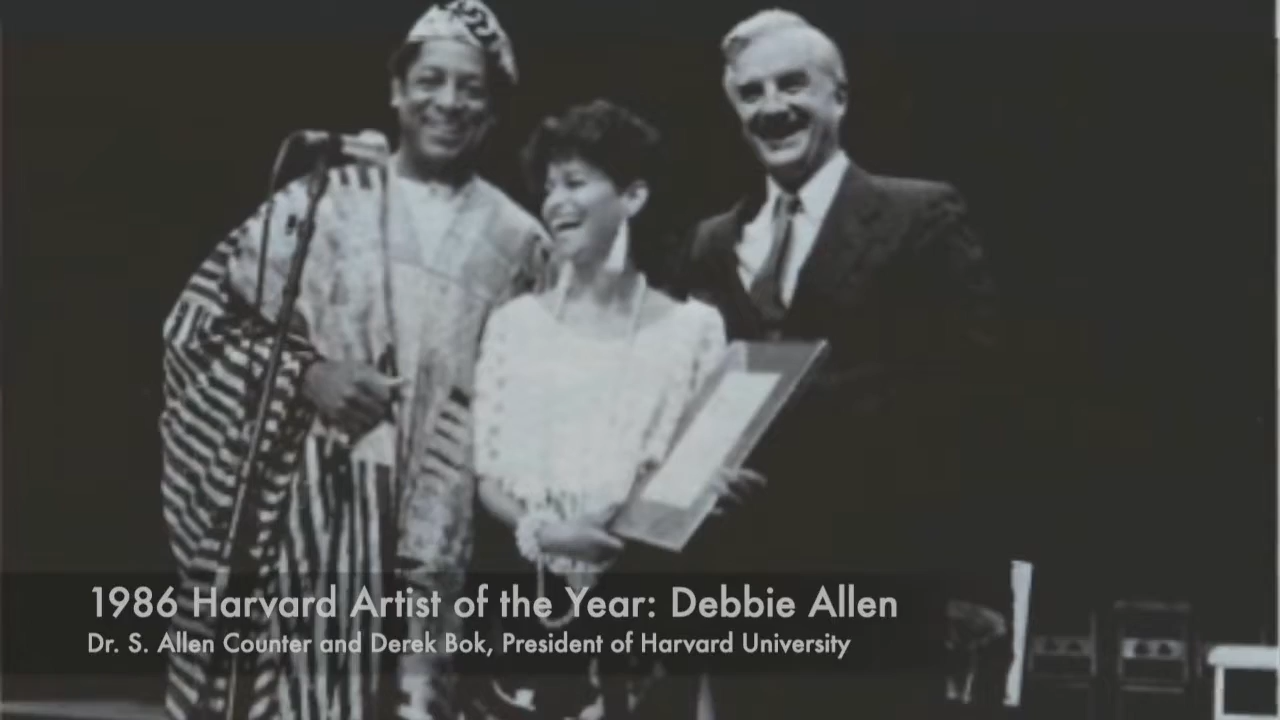 1986 Harvard Artist of the Year: Debbie Allen
Dr. S. Allen Counter and Derek Bok, President of Harvard University